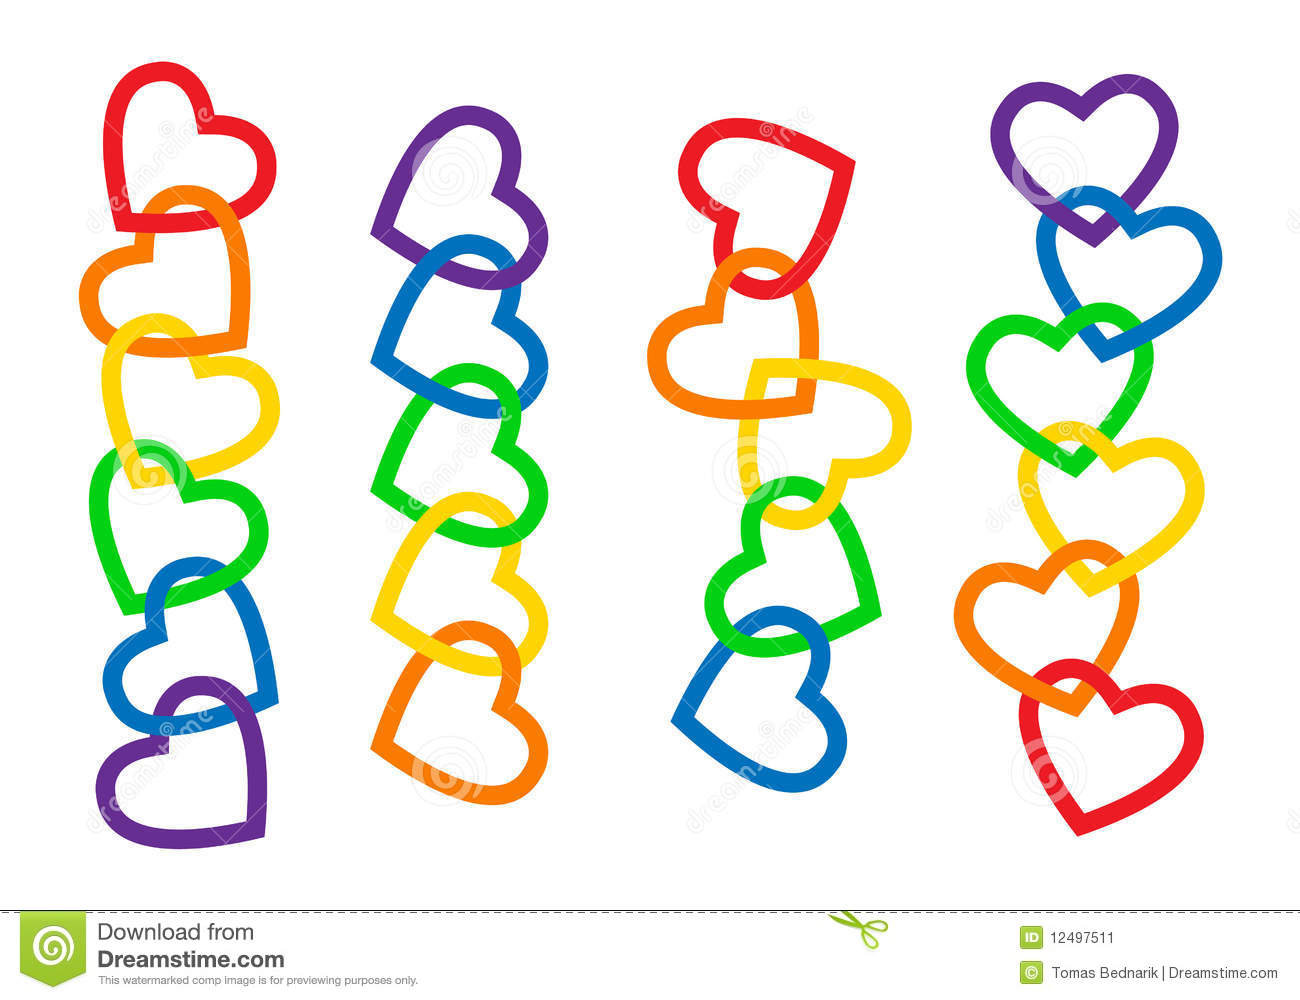 Download from
Dreamstime.com
This watermarked comp image is for previewing purposes only.
ID 12497511
© Tomas Bednarik | Dreamstime.com